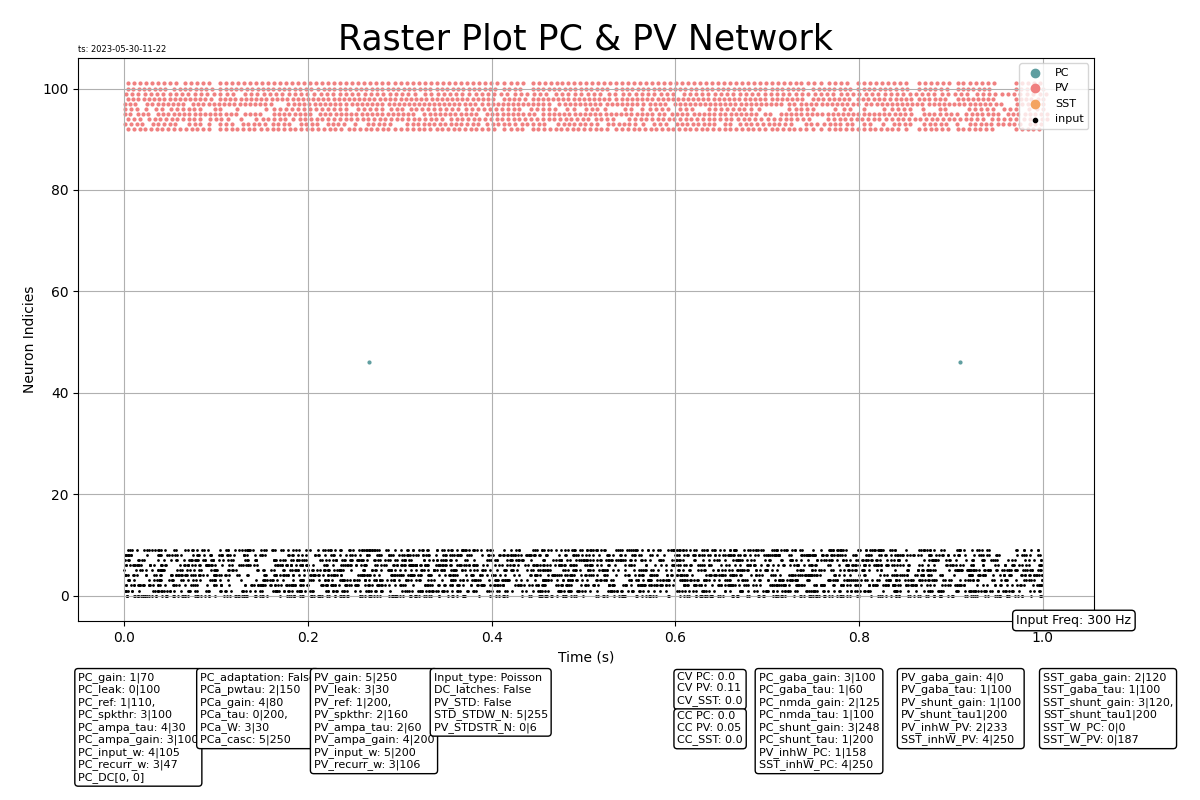 Raster Plot PC & PV Network
ts: 2023-05-30-11-22
PC
PV
SST
input
100
80
60
40
20
0
Neuron Indicies
0.0 0.2 0.4 0.6 0.8 1.0
Time (s)
Input Freq: 300 Hz
PC_gain: 1|70
PC_leak: 0|100
PC_ref: 1|110,
PC_spkthr: 3|100
PC_ampa_tau: 4|30
PC_ampa_gain: 3|100
PC_input_w: 4|105
PC_recurr_w: 3|47
PC_DC[0, 0]
PC_adaptation: False
PCa_pwtau: 2|150
PCa_gain: 4|80
PCa_tau: 0|200,
PCa_W: 3|30
PCa_casc: 5|250
PV_gain: 5|250
PV_leak: 3|30
PV_ref: 1|200,
PV_spkthr: 2|160
PV_ampa_tau: 2|60
PV_ampa_gain: 4|200
PV_input_w: 5|200
PV_recurr_w: 3|106
Input_type: Poisson
DC_latches: False
PV_STD: False
STD_STDW_N: 5|255
PV_STDSTR_N: 0|6
CV PC: 0.0
CV PV: 0.11
CV_SST: 0.0
CC PC: 0.0
CC PV: 0.05
CC_SST: 0.0
PC_gaba_gain: 3|100
PC_gaba_tau: 1|60
PC_nmda_gain: 2|125
PC_nmda_tau: 1|100
PC_shunt_gain: 3|248
PC_shunt_tau: 1|200
PV_inhW_PC: 1|158
SST_inhW_PC: 4|250
PV_gaba_gain: 4|0
PV_gaba_tau: 1|100
PV_shunt_gain: 1|100
PV_shunt_tau1|200
PV_inhW_PV: 2|233
SST_inhW_PV: 4|250
SST_gaba_gain: 2|120
SST_gaba_tau: 1|100
SST_shunt_gain: 3|120,
SST_shunt_tau1|200
SST_W_PC: 0|0
SST_W_PV: 0|187